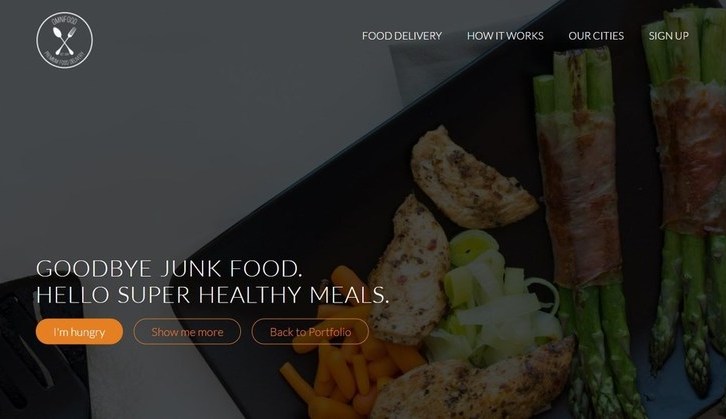 OMNIFOOD
PREMIUM FOOD DELIVERY
FOOD DELIVERY
HOW IT WORKS
OUR CITIES
SIGN UP
GOODBYE JUNK FOOD.
HELLO SUPER HEALTHY MEALS.
I'm hungry
Show me more
Back to Portfolio